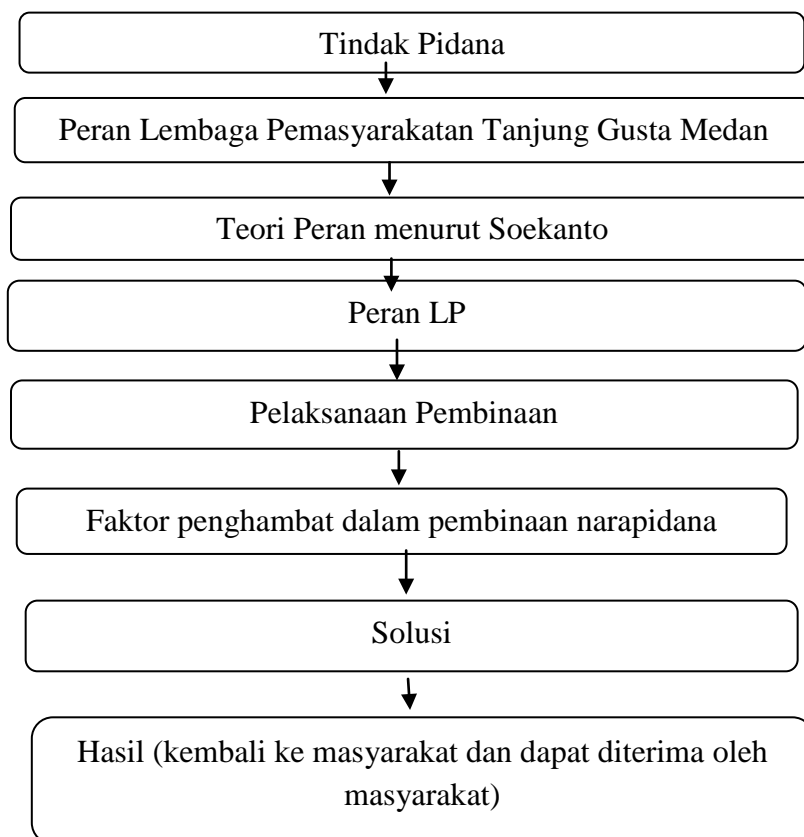 Tindak Pidana
Peran Lembaga Pemasyarakatan Tanjung Gusta Medan
Teori Peran menurut Soekanto
Peran LP
Pelaksanaan Pembinaan
Faktor penghambat dalam pembinaan narapidana
Solusi
Hasil (kembali ke masyarakat dan dapat diterima oleh
masyarakat)